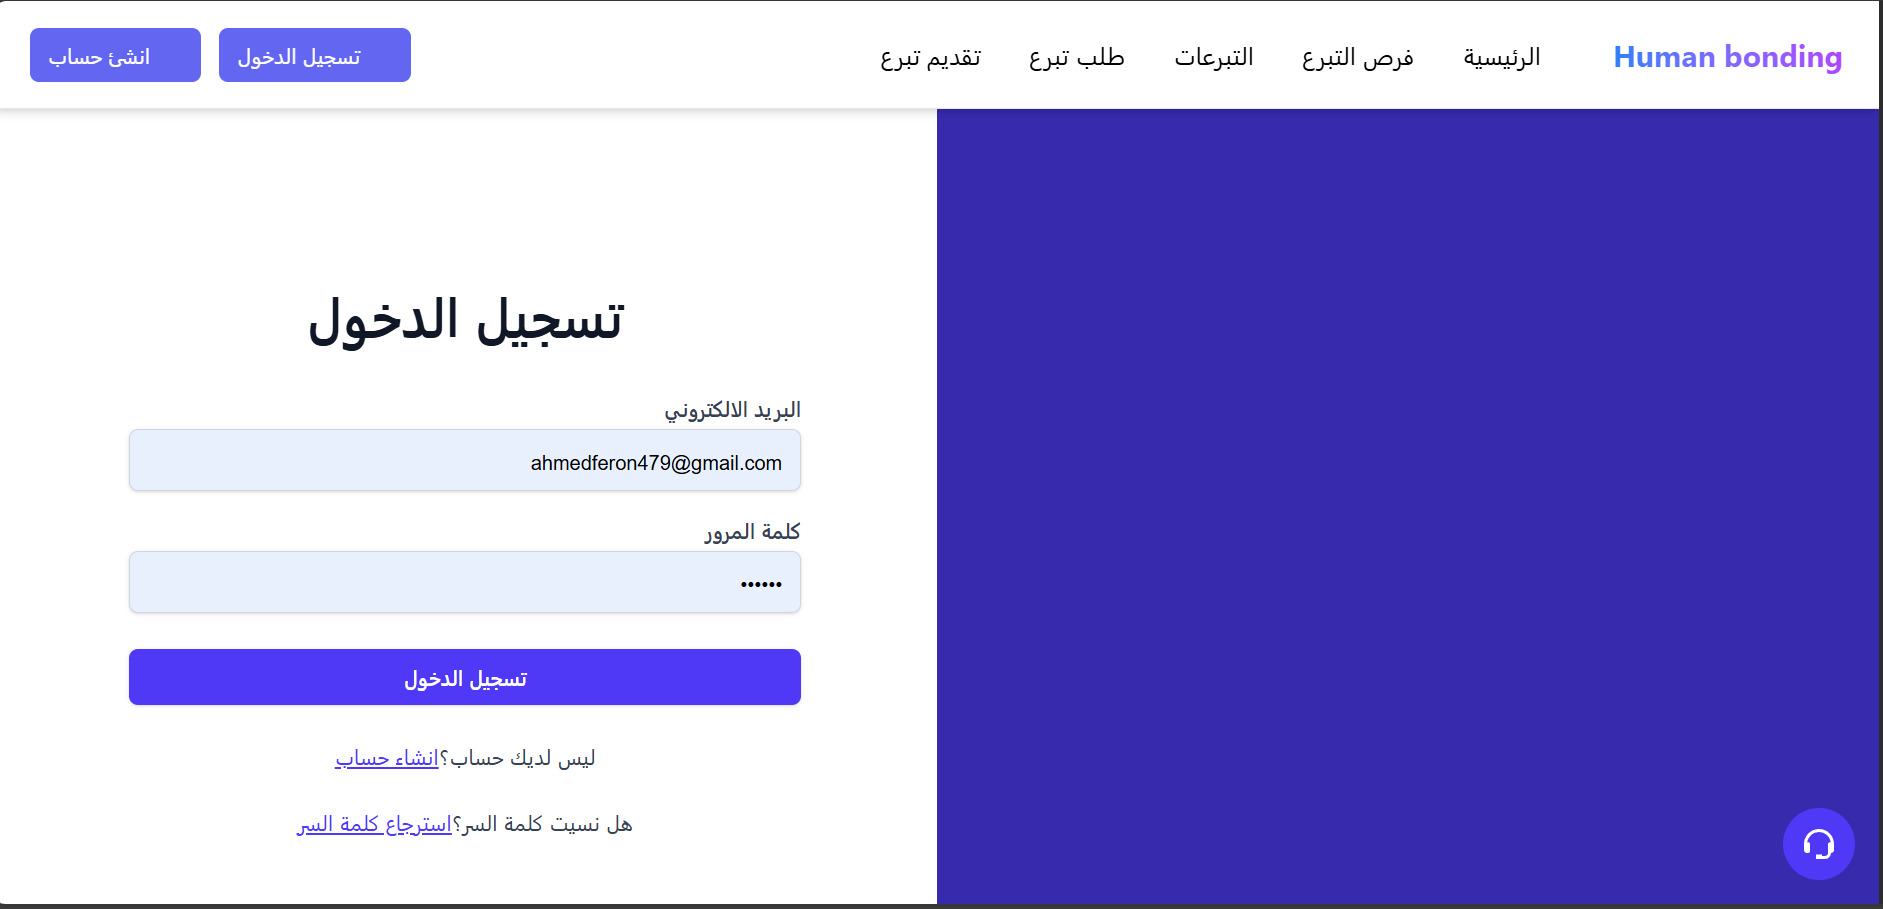 Human bonding
الرئيسية
فرص التبرع
التبرعات
طلب تبرع
تقديم تبرع
تسجيل الدخول
انشئ حساب
تسجيل الدخول
البريد الالكتروني
ahmedferon479@gmail.com
كلمة المرور
••••••
تسجيل الدخول
ليس لديك حساب؟انشاء حساب
هل نسيت كلمة السر؟استرجاع كلمة السر